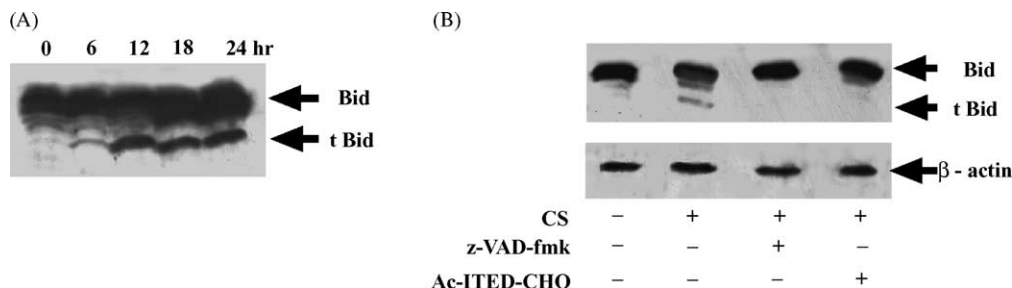 (A)
0 6 12 18 24 hr
Bid
t Bid
(B)
Bid
t Bid
β - actin
CS − + + +
z-VAD-fmk − − + −
Ac-ITED-CHO − − − +